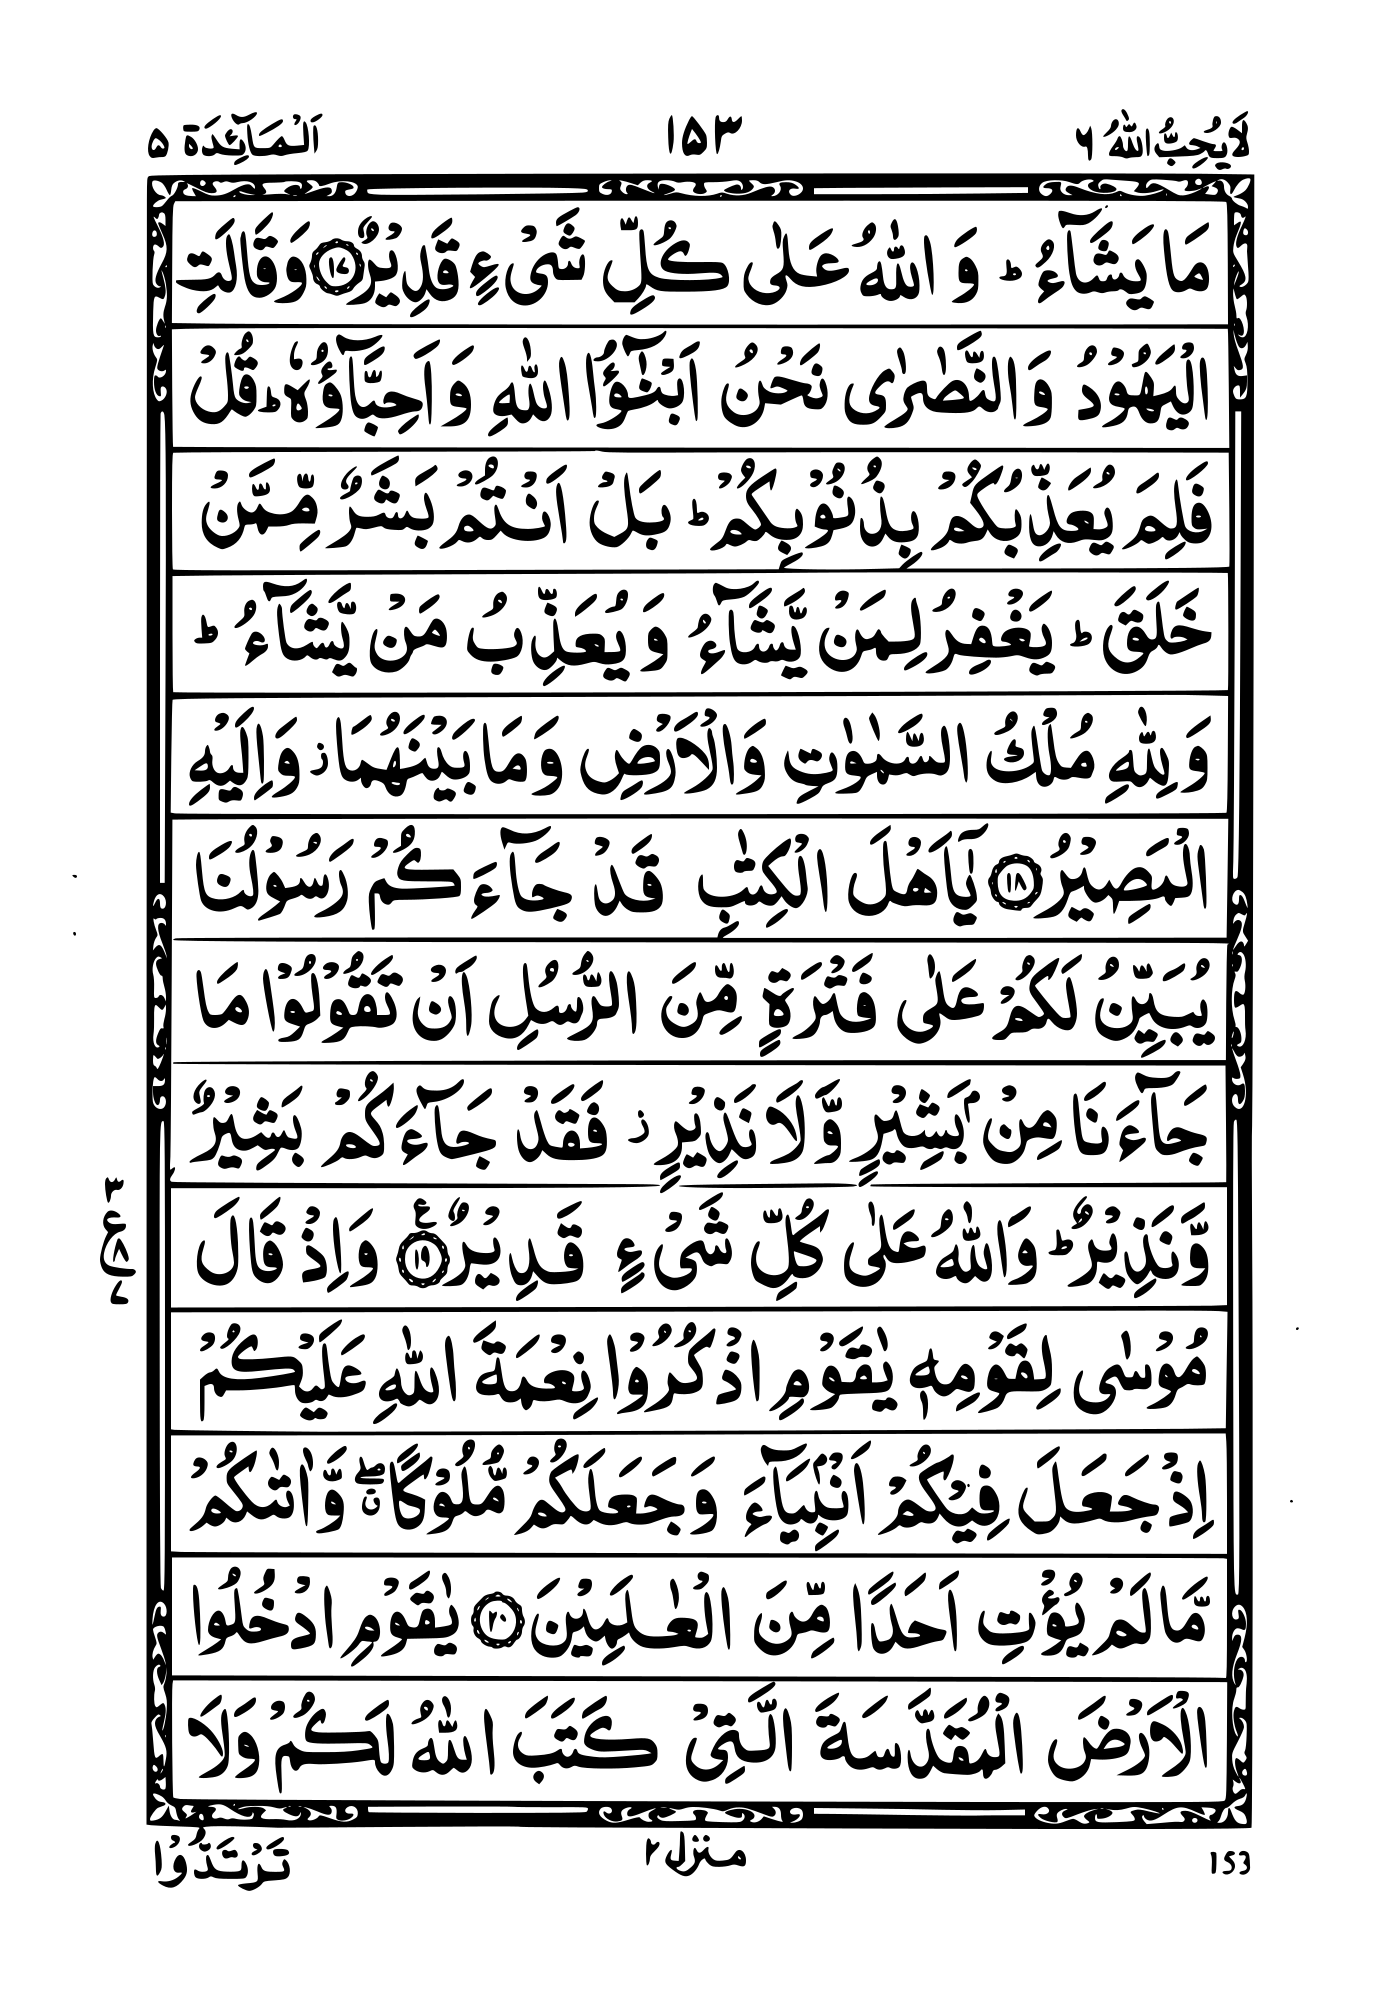 لَایُحِبُّ اللّٰهُ ٦
١٥٣
اَلْمَآئِدَة ٥
مَا یَشَآءُ ؕ وَ اللّٰهُ عَلٰی كُلِّ شَیْءٍ قَدِیْرٌ ﴿١٧﴾ وَقَالَتِ
الْیَهُوْدُ وَالنَّصٰرٰی نَحْنُ اَبْنٰٓؤُا اللّٰهِ وَاَحِبَّآؤُهٗ ؕ قُلْ
فَلِمَ یُعَذِّبُكُمْ بِذُنُوْبِكُمْ ؕ بَلْ اَنْتُمْ بَشَرٌ مِّمَّنْ
خَلَقَ ؕ یَغْفِرُ لِمَنْ یَّشَآءُ وَیُعَذِّبُ مَنْ یَّشَآءُ ؕ
وَلِلّٰهِ مُلْكُ السَّمٰوٰتِ وَالْاَرْضِ وَمَا بَیْنَهُمَا ؗ وَاِلَیْهِ
الْمَصِیْرُ ﴿١٨﴾ یٰۤاَهْلَ الْكِتٰبِ قَدْ جَآءَكُمْ رَسُوْلُنَا
یُبَیِّنُ لَكُمْ عَلٰی فَتْرَةٍ مِّنَ الرُّسُلِ اَنْ تَقُوْلُوْا مَا
جَآءَنَا مِنْۢ بَشِیْرٍ وَّلَا نَذِیْرٍ ؗ فَقَدْ جَآءَكُمْ بَشِیْرٌ
وَّنَذِیْرٌ ؕ وَاللّٰهُ عَلٰی كُلِّ شَیْءٍ قَدِیْرٌ ﴿١٩﴾ ع وَاِذْ قَالَ
٣
ع
٨
٧
مُوْسٰی لِقَوْمِهٖ یٰقَوْمِ اذْكُرُوْا نِعْمَةَ اللّٰهِ عَلَیْكُمْ
اِذْ جَعَلَ فِیْكُمْ اَنْۢبِیَآءَ وَجَعَلَكُمْ مُّلُوْكًا ۖۗ وَّاٰتٰىكُمْ
مَّا لَمْ یُؤْتِ اَحَدًا مِّنَ الْعٰلَمِیْنَ ﴿٢٠﴾ یٰقَوْمِ ادْخُلُوا
الْاَرْضَ الْمُقَدَّسَةَ الَّتِیْ كَتَبَ اللّٰهُ لَكُمْ وَلَا
153
منزل ٢
تَرْتَدُّوْا